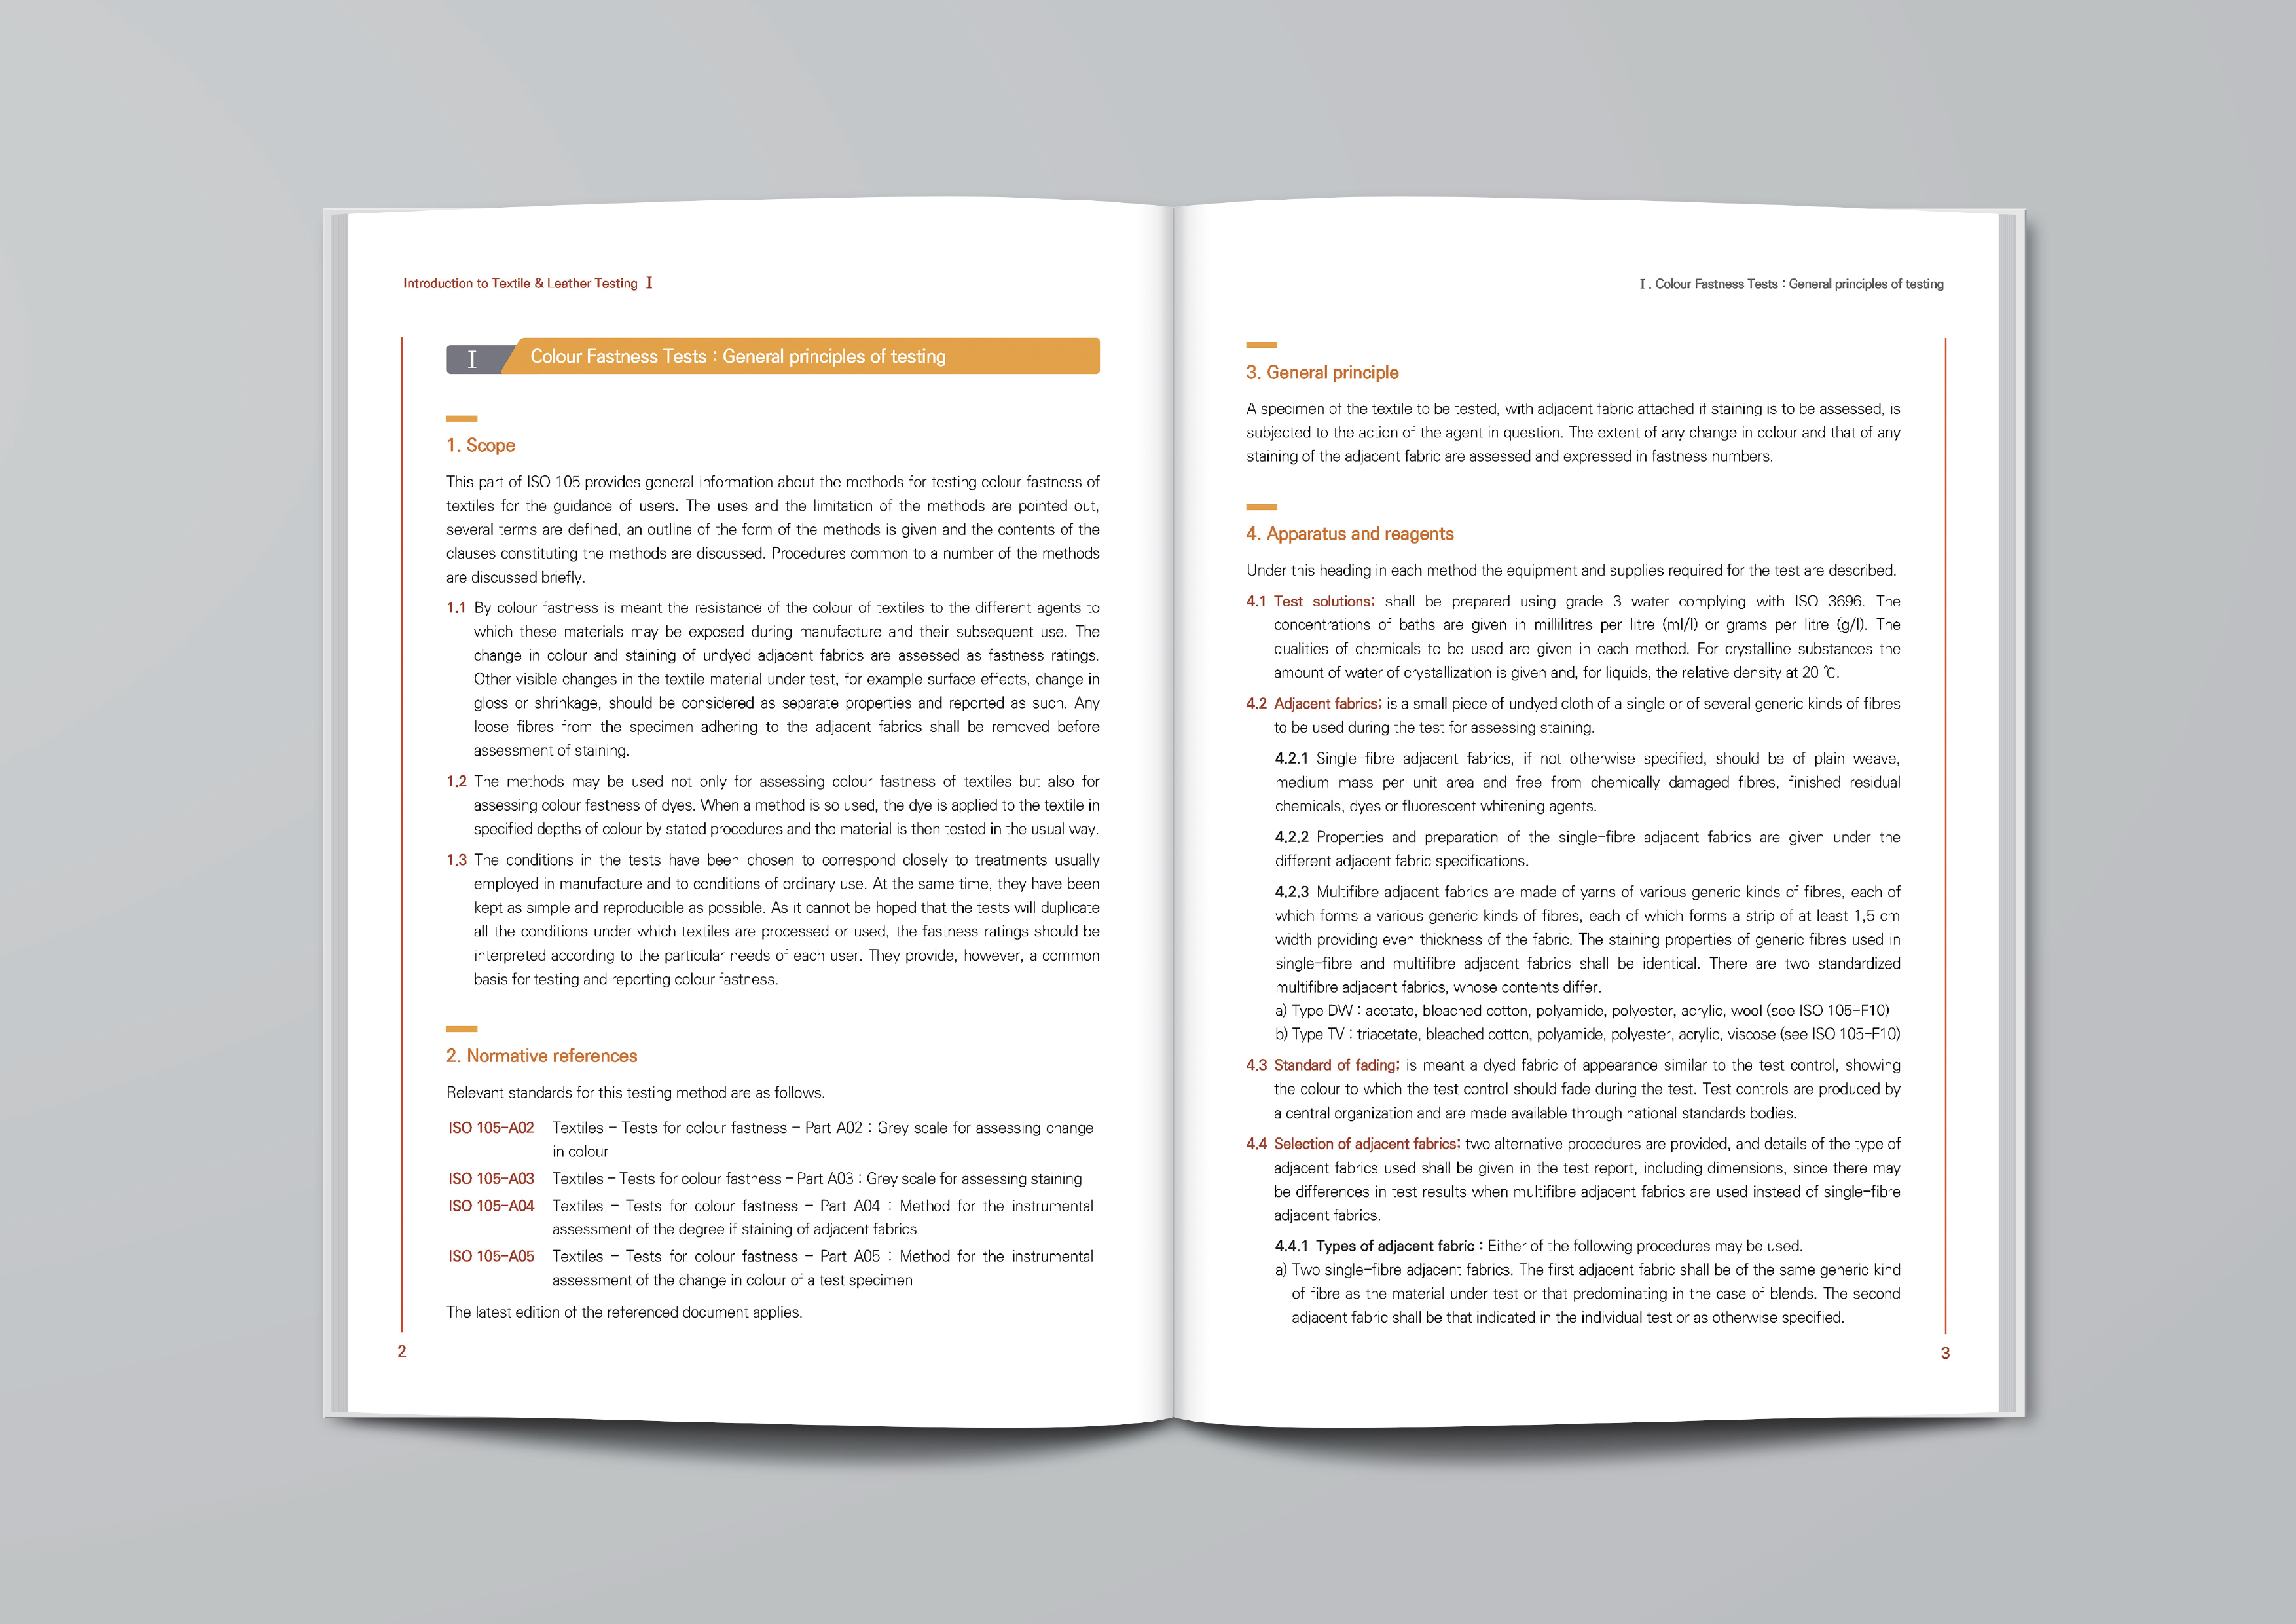 Introduction to Textile & Leather Testing Ⅰ
Ⅰ Colour Fastness Tests : General principles of testing
1. Scope
This part of ISO 105 provides general information about the methods for testing colour fastness of
textiles for the guidance of users. The uses and the limitation of the methods are pointed out,
several terms are defined, an outline of the form of the methods is given and the contents of the
clauses constituting the methods are discussed. Procedures common to a number of the methods
are discussed briefly.
1.1 By colour fastness is meant the resistance of the colour of textiles to the different agents to
which these materials may be exposed during manufacture and their subsequent use. The
change in colour and staining of undyed adjacent fabrics are assessed as fastness ratings.
Other visible changes in the textile material under test, for example surface effects, change in
gloss or shrinkage, should be considered as separate properties and reported as such. Any
loose fibres from the specimen adhering to the adjacent fabrics shall be removed before
assessment of staining.
1.2 The methods may be used not only for assessing colour fastness of textiles but also for
assessing colour fastness of dyes. When a method is so used, the dye is applied to the textile in
specified depths of colour by stated procedures and the material is then tested in the usual way.
1.3 The conditions in the tests have been chosen to correspond closely to treatments usually
employed in manufacture and to conditions of ordinary use. At the same time, they have been
kept as simple and reproducible as possible. As it cannot be hoped that the tests will duplicate
all the conditions under which textiles are processed or used, the fastness ratings should be
interpreted according to the particular needs of each user. They provide, however, a common
basis for testing and reporting colour fastness.
2. Normative references
Relevant standards for this testing method are as follows.
ISO 105-A02 Textiles - Tests for colour fastness - Part A02 : Grey scale for assessing change
in colour
ISO 105-A03 Textiles - Tests for colour fastness - Part A03 : Grey scale for assessing staining
ISO 105-A04 Textiles - Tests for colour fastness - Part A04 : Method for the instrumental
assessment of the degree if staining of adjacent fabrics
ISO 105-A05 Textiles - Tests for colour fastness - Part A05 : Method for the instrumental
assessment of the change in colour of a test specimen
The latest edition of the referenced document applies.
2
Ⅰ. Colour Fastness Tests : General principles of testing
3. General principle
A specimen of the textile to be tested, with adjacent fabric attached if staining is to be assessed, is
subjected to the action of the agent in question. The extent of any change in colour and that of any
staining of the adjacent fabric are assessed and expressed in fastness numbers.
4. Apparatus and reagents
Under this heading in each method the equipment and supplies required for the test are described.
4.1 Test solutions; shall be prepared using grade 3 water complying with ISO 3696. The
concentrations of baths are given in millilitres per litre (ml/l) or grams per litre (g/l). The
qualities of chemicals to be used are given in each method. For crystalline substances the
amount of water of crystallization is given and, for liquids, the relative density at 20 ℃.
4.2 Adjacent fabrics; is a small piece of undyed cloth of a single or of several generic kinds of fibres
to be used during the test for assessing staining.
4.2.1 Single-fibre adjacent fabrics, if not otherwise specified, should be of plain weave,
medium mass per unit area and free from chemically damaged fibres, finished residual
chemicals, dyes or fluorescent whitening agents.
4.2.2 Properties and preparation of the single-fibre adjacent fabrics are given under the
different adjacent fabric specifications.
4.2.3 Multifibre adjacent fabrics are made of yarns of various generic kinds of fibres, each of
which forms a various generic kinds of fibres, each of which forms a strip of at least 1,5 cm
width providing even thickness of the fabric. The staining properties of generic fibres used in
single-fibre and multifibre adjacent fabrics shall be identical. There are two standardized
multifibre adjacent fabrics, whose contents differ.
a) Type DW : acetate, bleached cotton, polyamide, polyester, acrylic, wool (see ISO 105-F10)
b) Type TV : triacetate, bleached cotton, polyamide, polyester, acrylic, viscose (see ISO 105-F10)
4.3 Standard of fading; is meant a dyed fabric of appearance similar to the test control, showing
the colour to which the test control should fade during the test. Test controls are produced by
a central organization and are made available through national standards bodies.
4.4 Selection of adjacent fabrics; two alternative procedures are provided, and details of the type of
adjacent fabrics used shall be given in the test report, including dimensions, since there may
be differences in test results when multifibre adjacent fabrics are used instead of single-fibre
adjacent fabrics.
4.4.1 Types of adjacent fabric : Either of the following procedures may be used.
a) Two single-fibre adjacent fabrics. The first adjacent fabric shall be of the same generic kind
of fibre as the material under test or that predominating in the case of blends. The second
adjacent fabric shall be that indicated in the individual test or as otherwise specified.
3